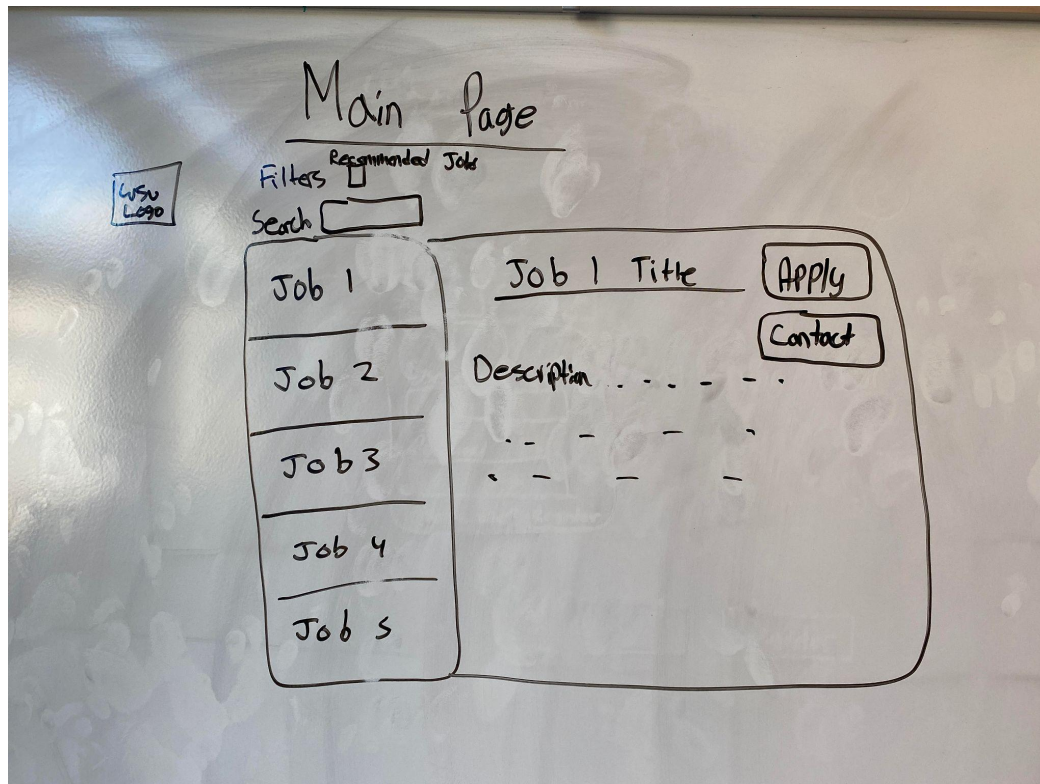 Main Page
Recommended Jobs
Filters
Search
Logo
Job 1
Job 2
Job 3
Job 4
Job 5
Job 1 Title
Apply
Contact
Description